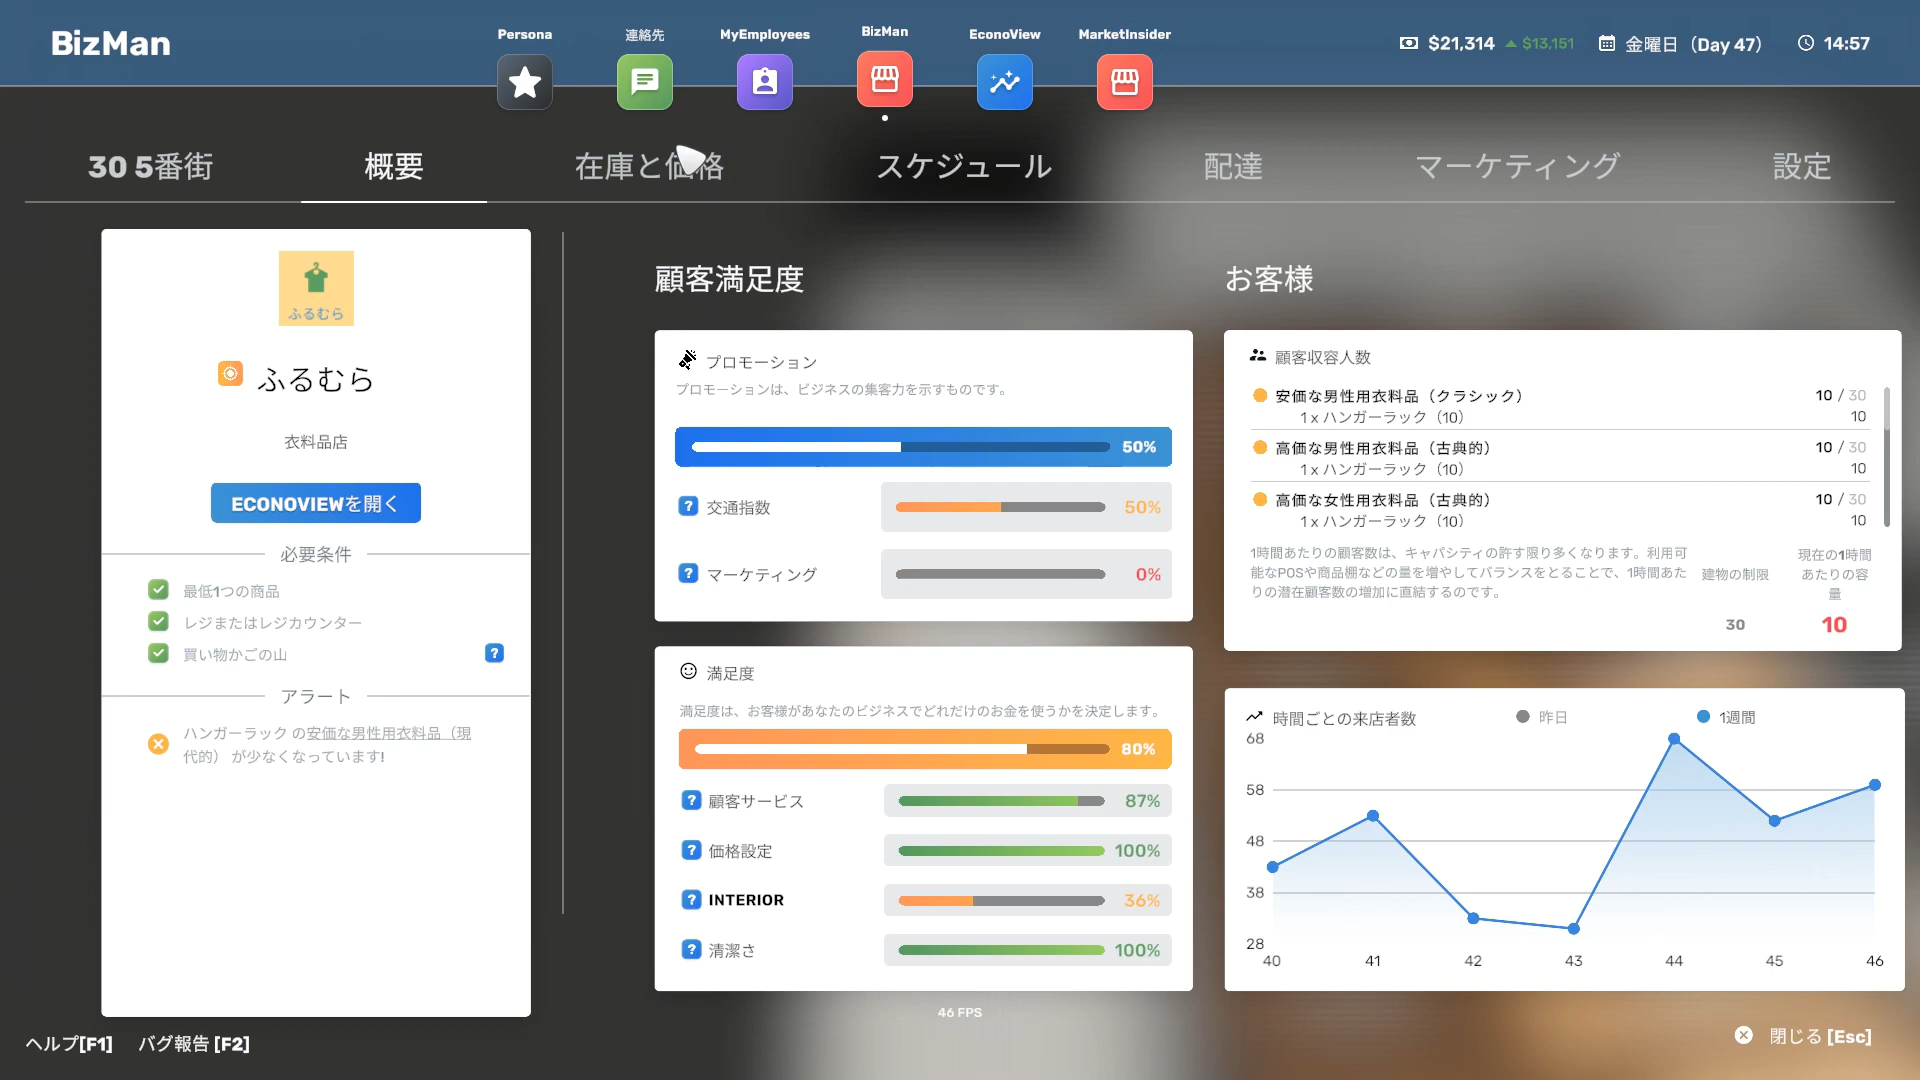 BizMan
Persona
連絡先
MyEmployees
BizMan
EconoView
MarketInsider
$21,314
$13,151
金曜日 (Day 47)
14:57
30 5番街
概要
在庫と価格
スケジュール
配達
マーケティング
設定
ふるむら
ふるむら
衣料品店
ECONOVIEWを開く
必要条件
最低1つの商品
レジまたはレジカウンター
買い物かごの山
?
アラート
ハンガーラック の安価な男性用衣料品（現
代的） が少なくなっています!
顧客満足度
プロモーション
プロモーションは、ビジネスの集客力を示すものです。
50%
? 交通指数 50%
? マーケティング 0%
満足度
満足度は、お客様があなたのビジネスでどれだけのお金を使うかを決定します。
80%
? 顧客サービス 87%
? 価格設定 100%
? INTERIOR 36%
? 清潔さ 100%
お客様
顧客収容人数
安価な男性用衣料品（クラシック） 10 / 30
1 x ハンガーラック（10） 10
高価な男性用衣料品（古典的） 10 / 30
1 x ハンガーラック（10） 10
高価な女性用衣料品（古典的） 10 / 30
1 x ハンガーラック（10） 10
1時間あたりの顧客数は、キャパシティの許す限り多くなります。利用可
能なPOSや商品棚などの量を増やしてバランスをとることで、1時間あた
りの潜在顧客数の増加に直結するのです。
建物の制限
30
現在の1時間
あたりの容
量
10
時間ごとの来店者数
昨日
1週間
68
58
48
38
28
40 41 42 43 44 45 46
46 FPS
ヘルプ[F1]
バグ報告 [F2]
閉じる [Esc]